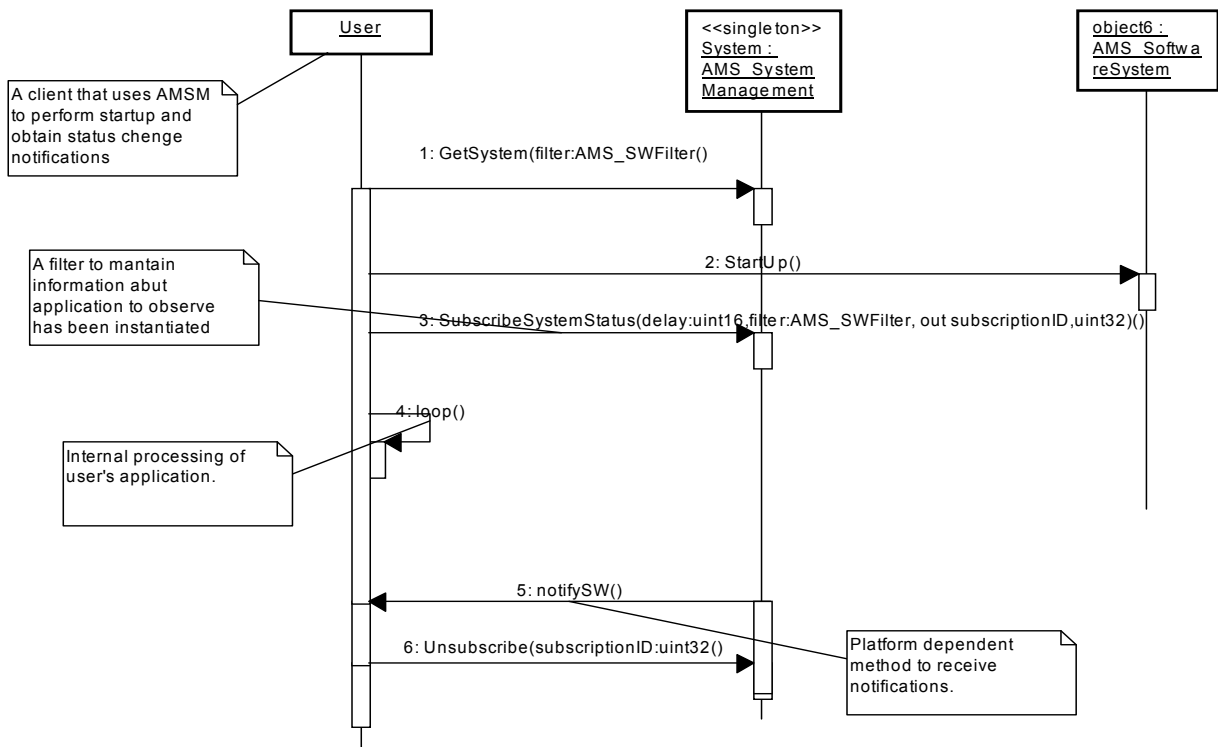 User
<<singleton>>
System :
AMS_System
Management
object6 :
AMS_Softwa
reSystem
A client that uses AMSM
to perform startup and
obtain status chenge
notifications
1: GetSystem(filter:AMS_SWFilter()
2: StartUp()
A filter to mantain
information abut
application to observe
has been instantiated
3: SubscribeSystemStatus(delay:uint16,filter:AMS_SWFilter, out subscriptionID,uint32)()
4: loop()
Internal processing of
user's application.
5: notifySW()
6: Unsubscribe(subscriptionID:uint32()
Platform dependent
method to receive
notifications.